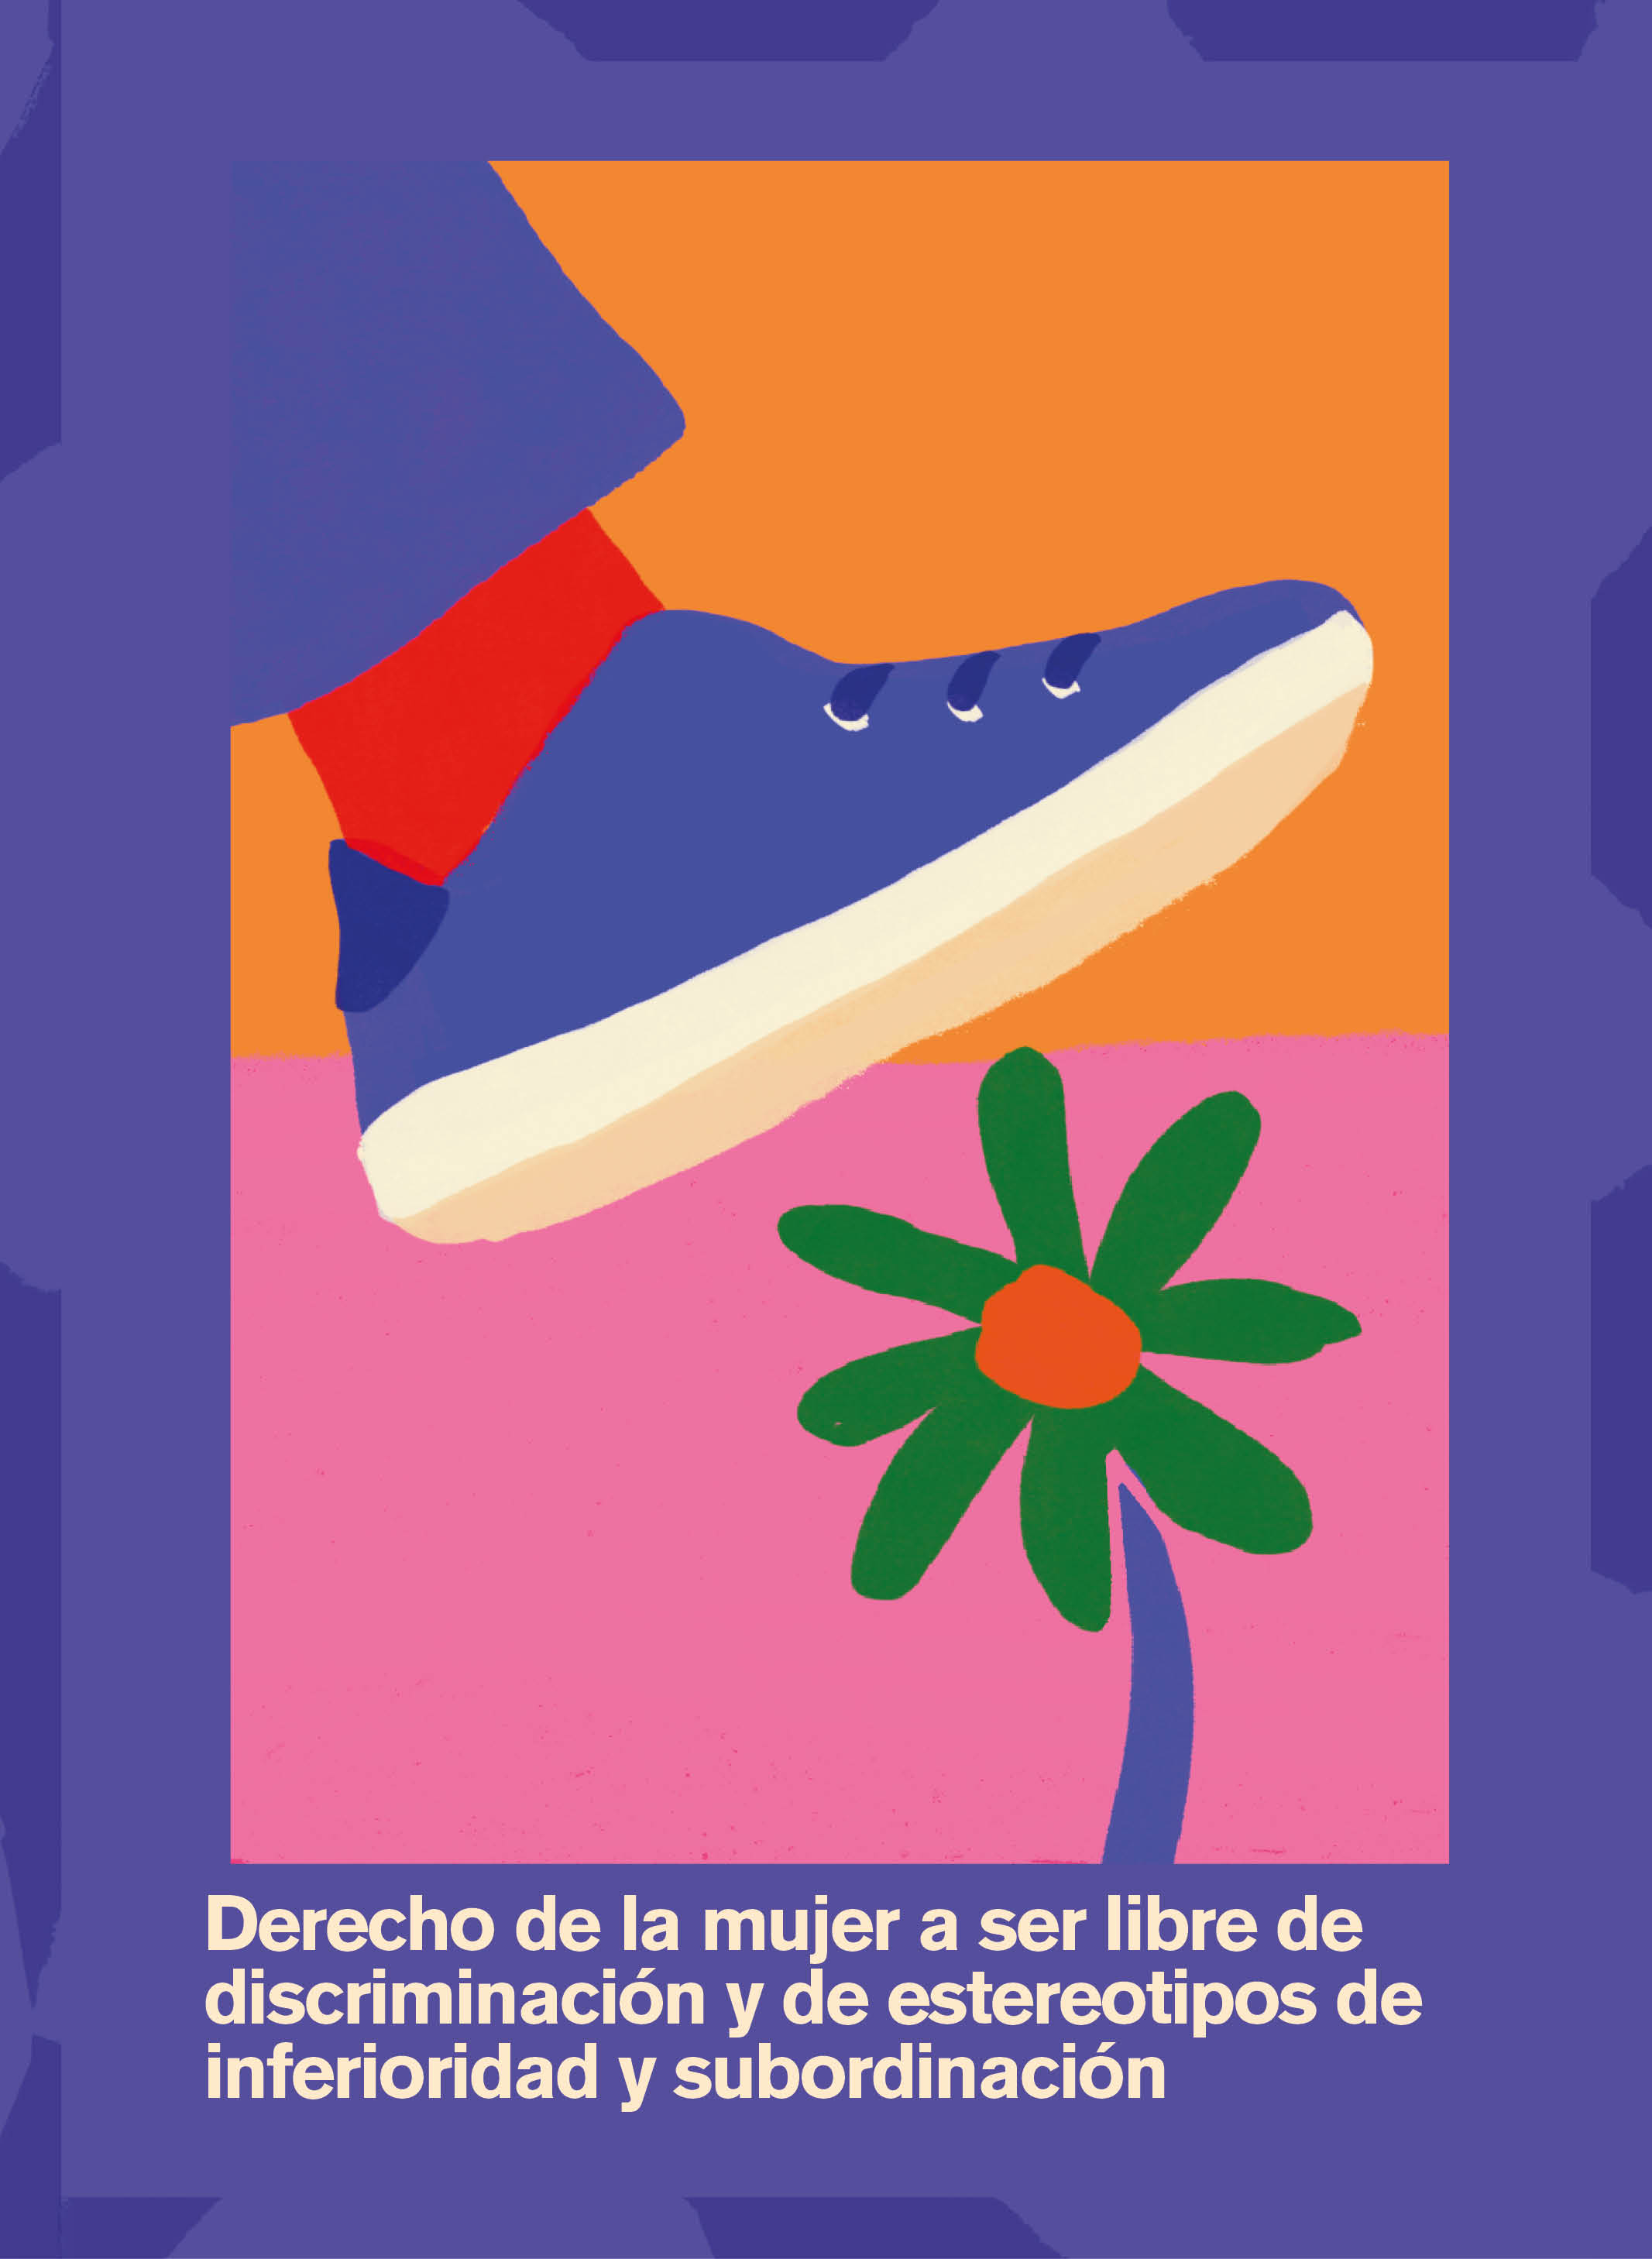 Derecho de la mujer a ser libre de
discriminación y de estereotipos de
inferioridad y subordinación